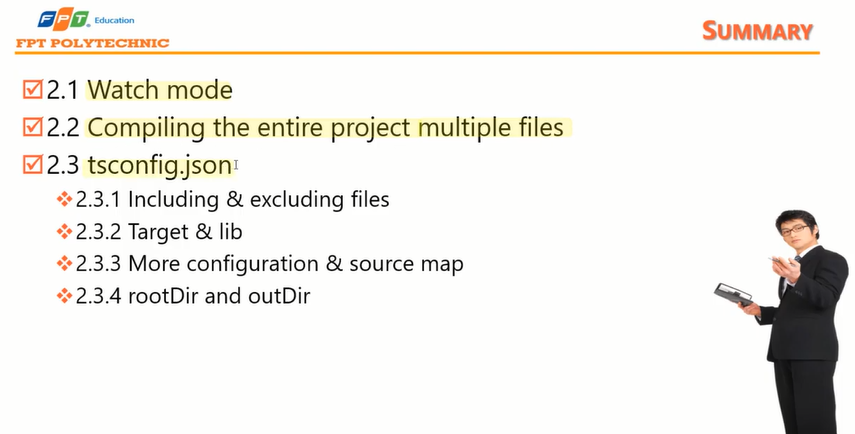 FPT Education
FPT POLYTECHNIC
SUMMARY
2.1 Watch mode
2.2 Compiling the entire project multiple files
2.3 tsconfig.json
2.3.1 Including & excluding files
2.3.2 Target & lib
2.3.3 More configuration & source map
2.3.4 rootDir and outDir